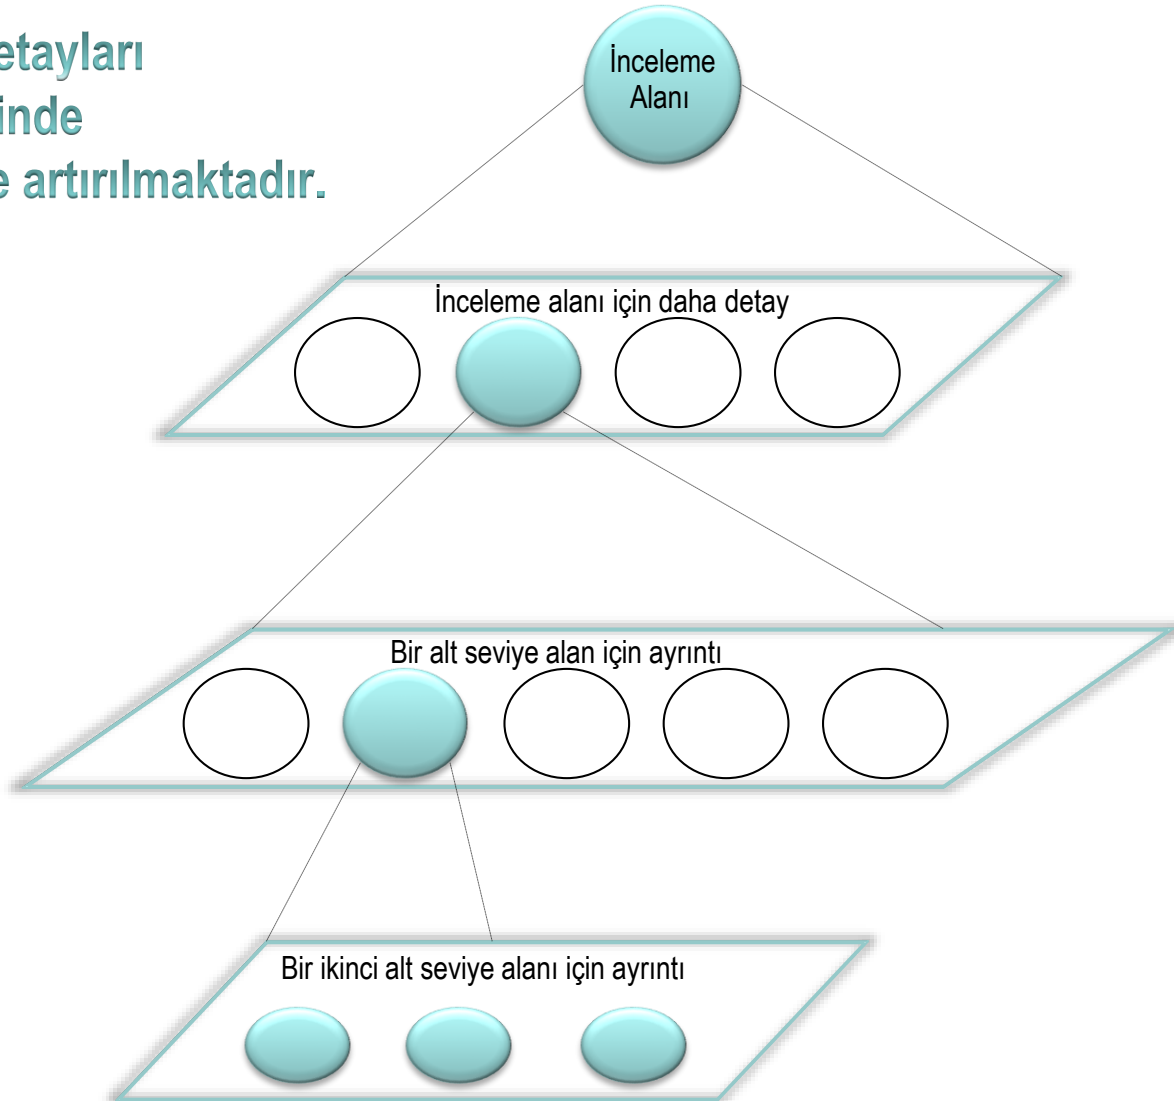 etayları
inde
e artırılmaktadır.
İnceleme
Alanı
İnceleme alanı için daha detay
Bir alt seviye alan için ayrıntı
Bir ikinci alt seviye alanı için ayrıntı